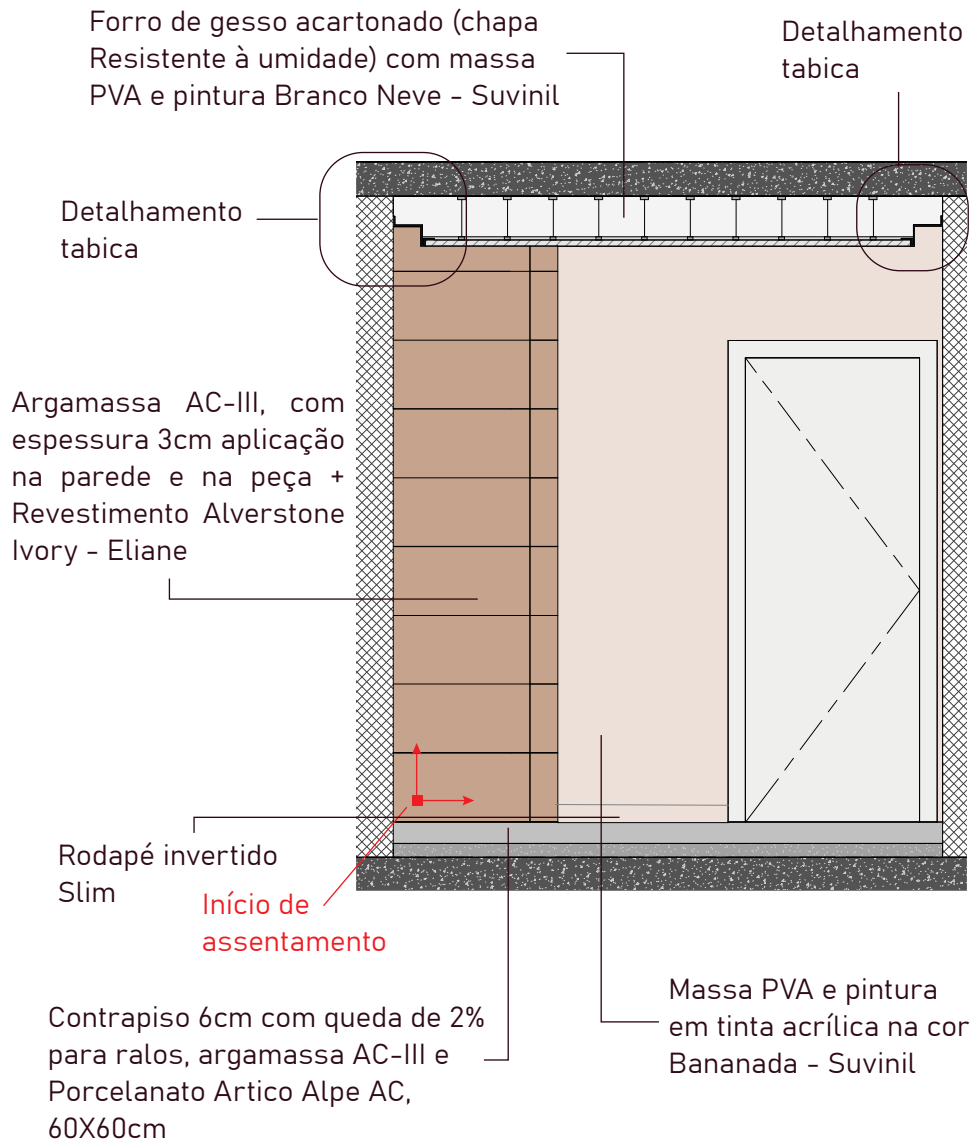 Forro de gesso acartonado (chapa
Resistente à umidade) com massa
PVA e pintura Branco Neve - Suvinil
Detalhamento
tabica
Detalhamento
tabica
Argamassa AC-III, com
espessura 3cm aplicação
na parede e na peça +
Revestimento Alverstone
Ivory - Eliane
Rodapé invertido
Slim
Início de
assentamento
Contrapiso 6cm com queda de 2%
para ralos, argamassa AC-III e
Porcelanato Artico Alpe AC,
60X60cm
Massa PVA e pintura
em tinta acrílica na cor
Bananada - Suvinil